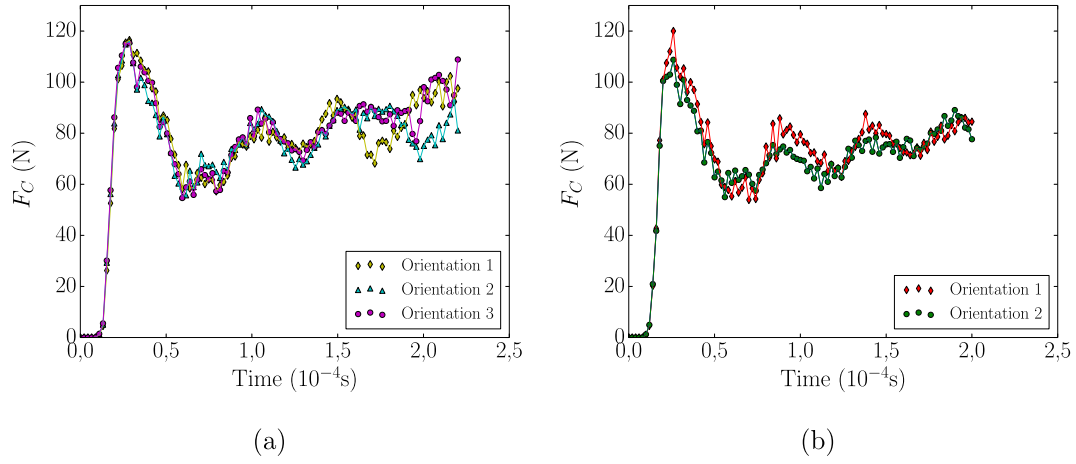 120
100
80
60
40
20
0
F_C (N)
0,0 0,5 1,0 1,5 2,0 2,5
Time (10⁻⁴s)
Orientation 1
Orientation 2
Orientation 3
(a)
120
100
80
60
40
20
0
F_C (N)
0,0 0,5 1,0 1,5 2,0 2,5
Time (10⁻⁴s)
Orientation 1
Orientation 2
(b)